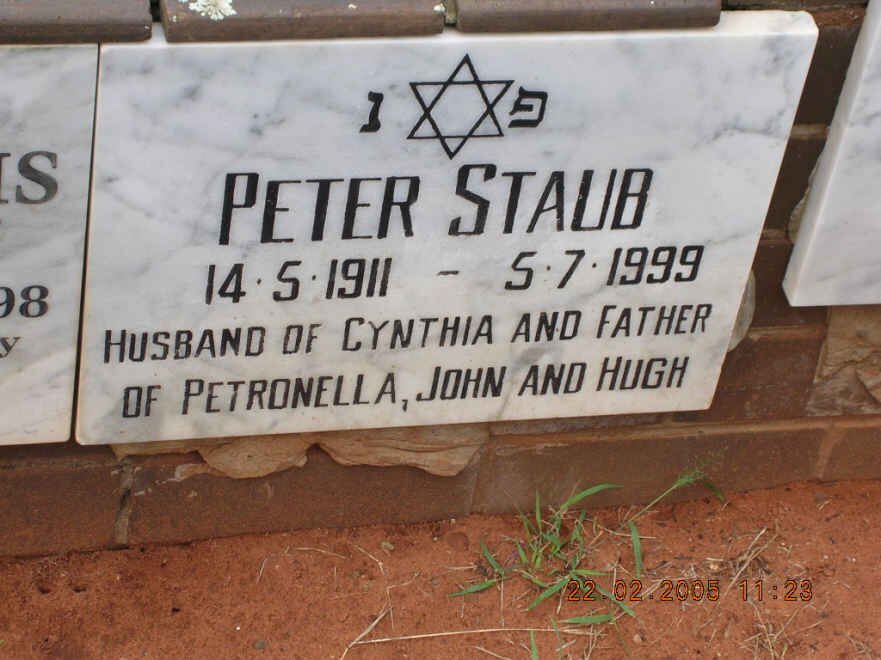 פ נ
PETER STAUB
14·5·1911 - 5·7·1999
HUSBAND OF CYNTHIA AND FATHER
OF PETRONELLA, JOHN AND HUGH
98
22.02.2005 11:23